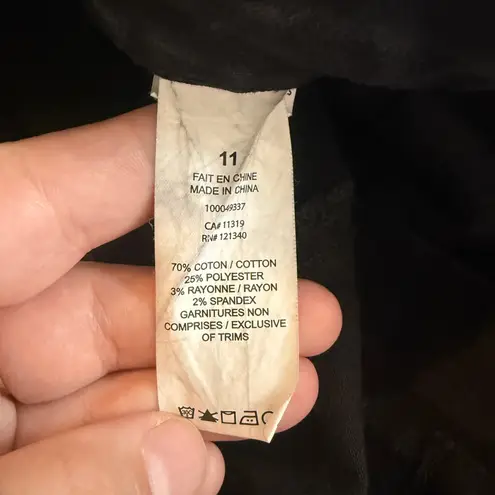 11
FAIT EN CHINE
MADE IN CHINA
100049337
CA# 11319
RN# 121340
70% COTON / COTTON
25% POLYESTER
3% RAYONNE / RAYON
2% SPANDEX
GARNITURES NON
COMPRISES / EXCLUSIVE
OF TRIMS